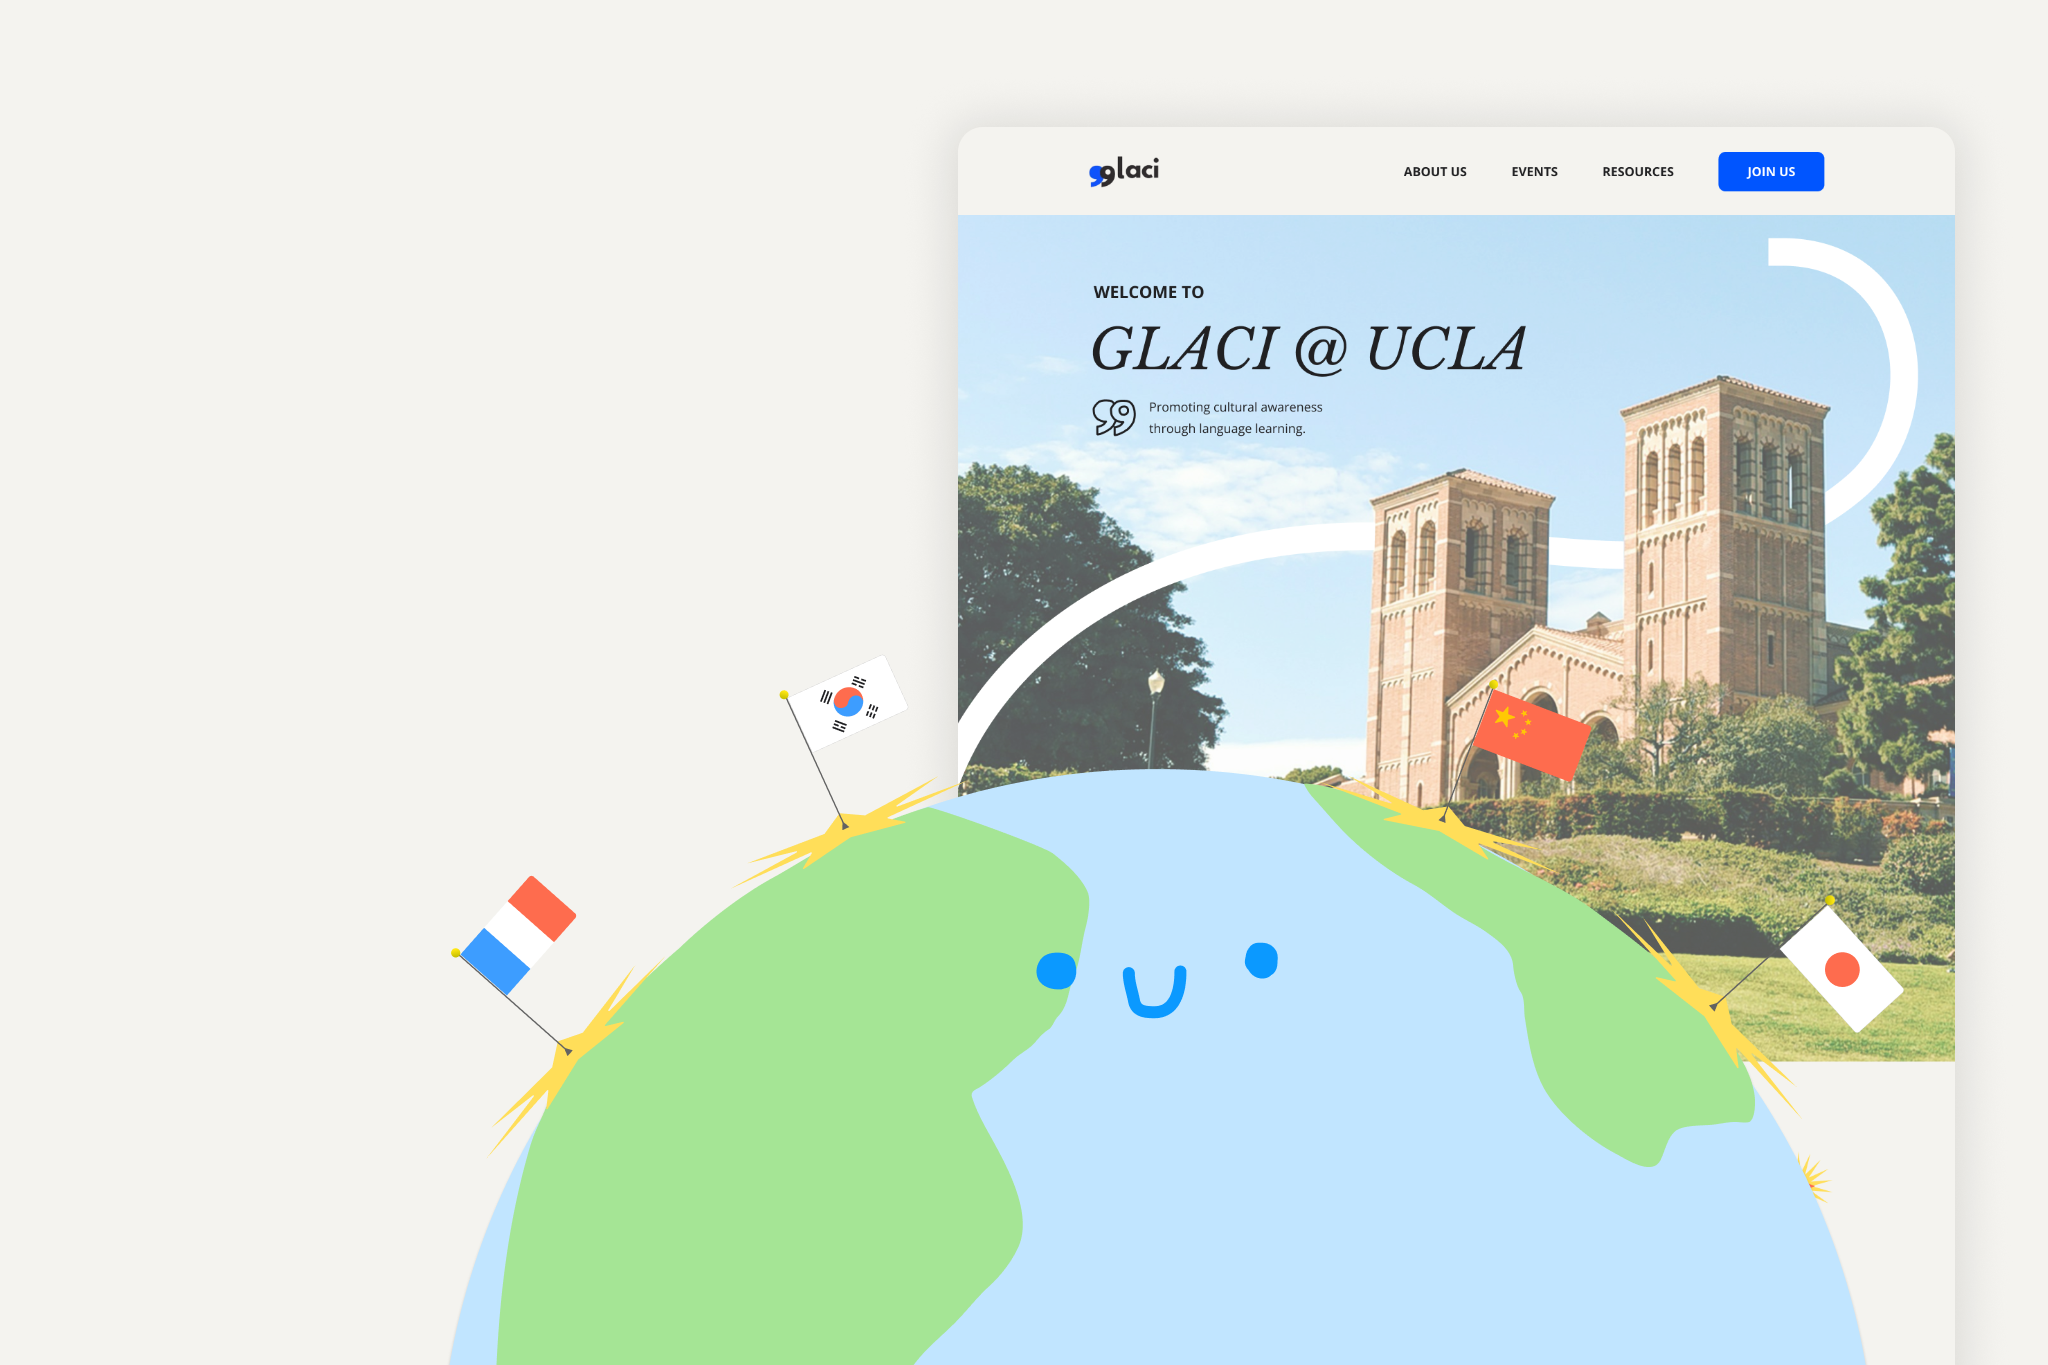 glaci
ABOUT US EVENTS RESOURCES JOIN US
WELCOME TO
GLACI @ UCLA
Promoting cultural awareness
through language learning.